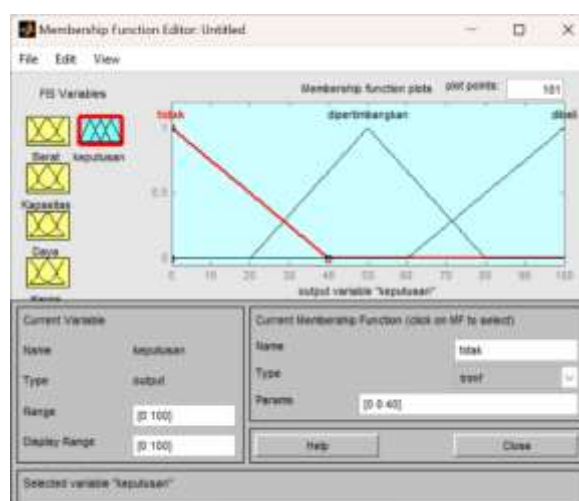 Membership Function Editor: Untitled
File Edit View
FIS Variables
Membership function plots
plot points:
181
Berat
keputusan
Kapasitas
Daya
tidak
dipertimbangkan
dibeli
1
0.5
0
0 10 20 30 40 50 60 70 80 90 100
output variable "keputusan"
Current Variable
Name keputusan
Type output
Range [0 100]
Display Range [0 100]
Current Membership Function (click on MF to select)
Name tidak
Type trimf
Params [0 0 40]
Help
Close
Selected variable "keputusan"